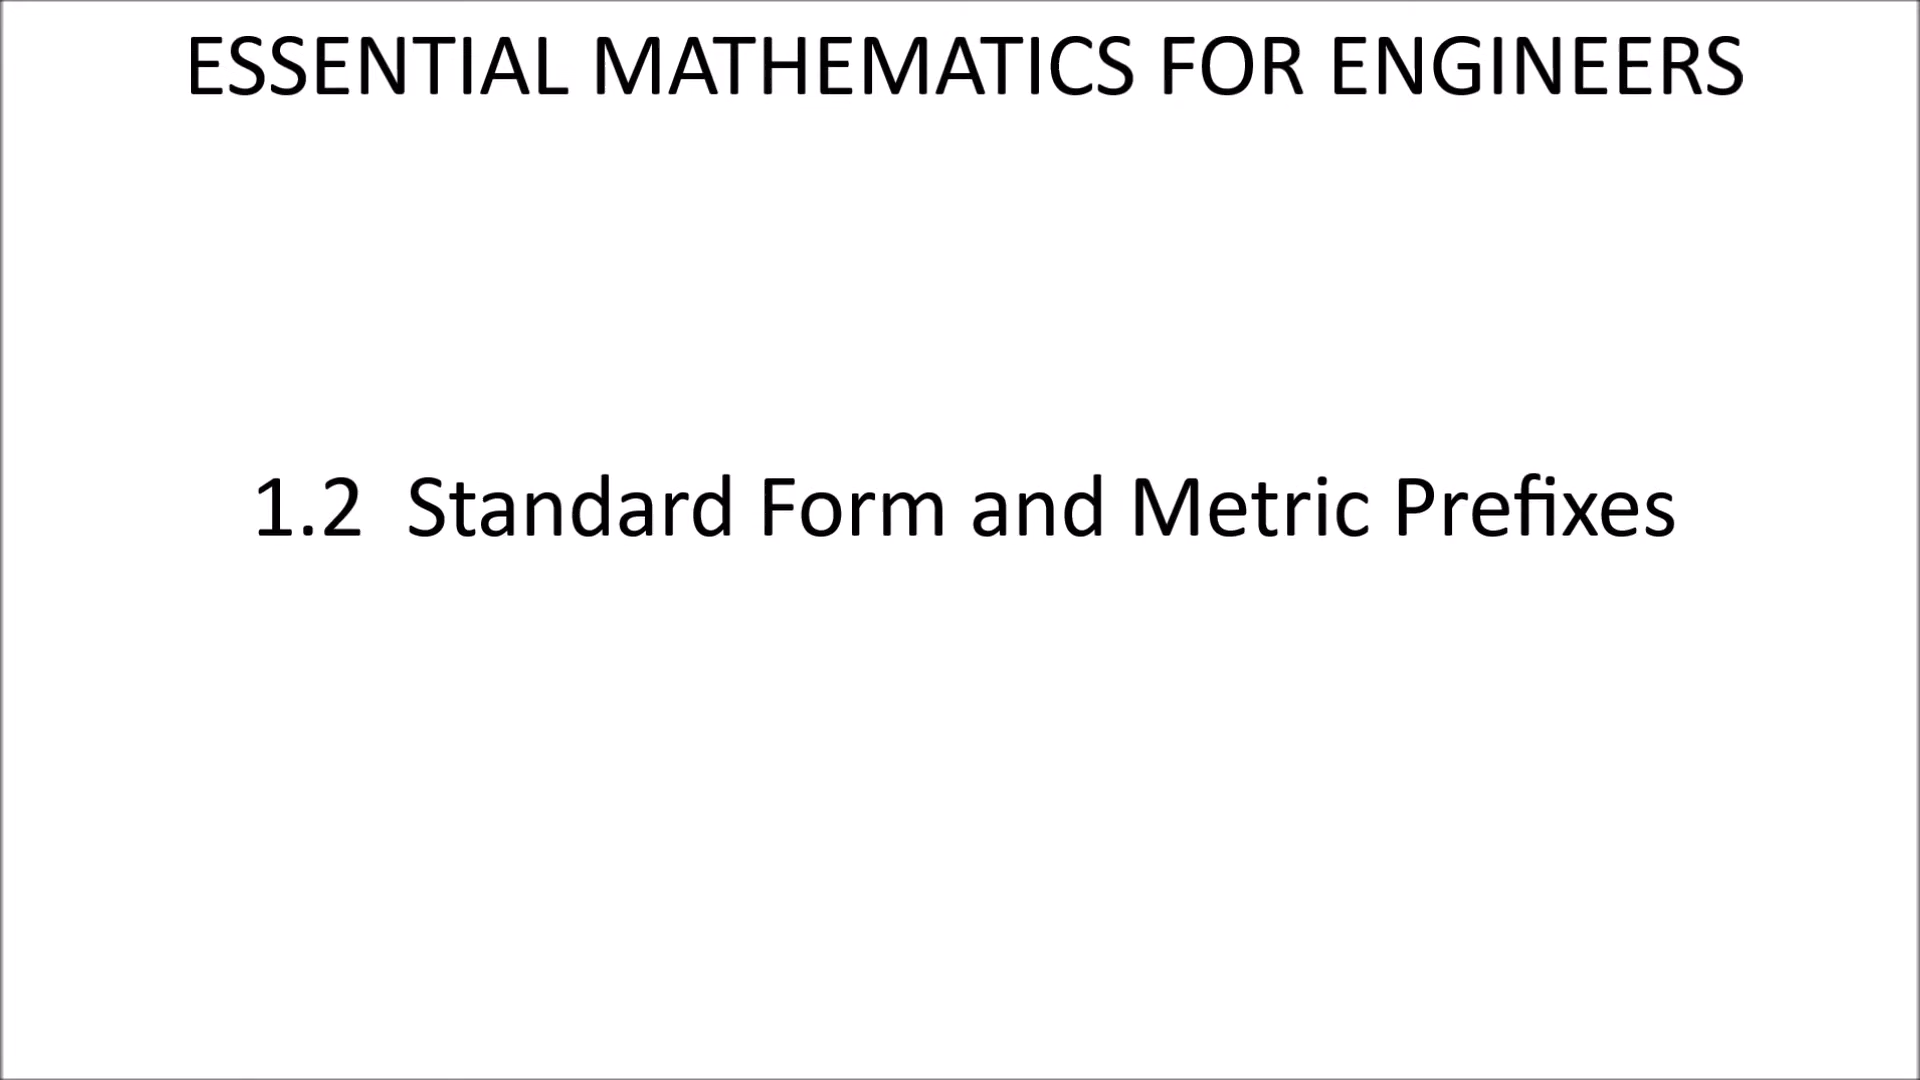 ESSENTIAL MATHEMATICS FOR ENGINEERS
1.2 Standard Form and Metric Prefixes